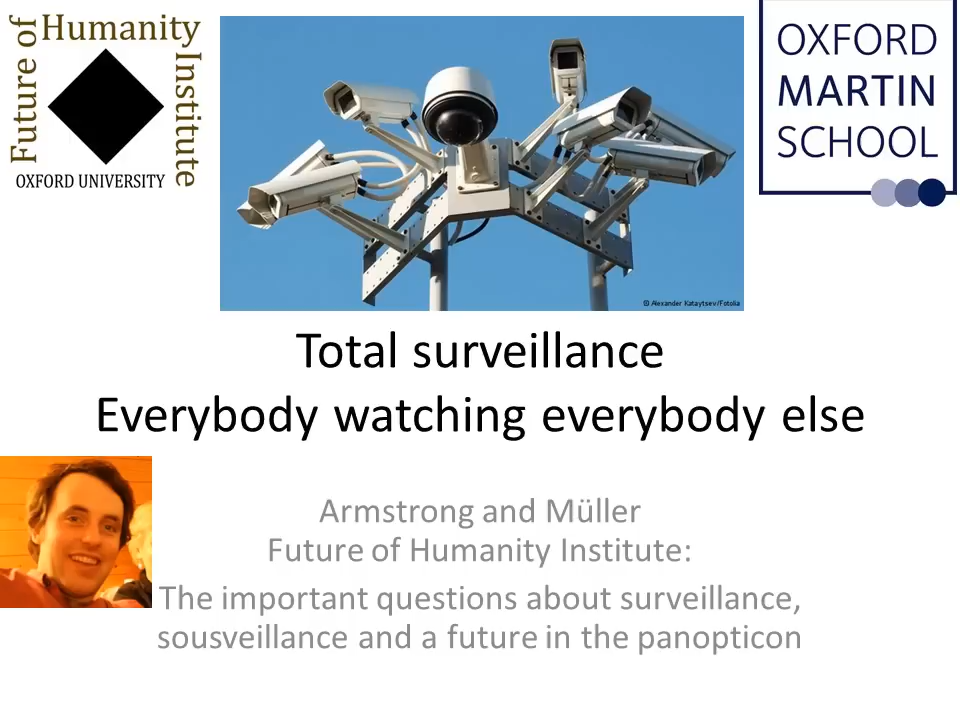 Future of
Humanity
Institute
OXFORD UNIVERSITY
OXFORD
MARTIN
SCHOOL
© Alexander Kataytsev/Fotolia
Total surveillance
Everybody watching everybody else
Armstrong and Müller
Future of Humanity Institute:
The important questions about surveillance,
sousveillance and a future in the panopticon